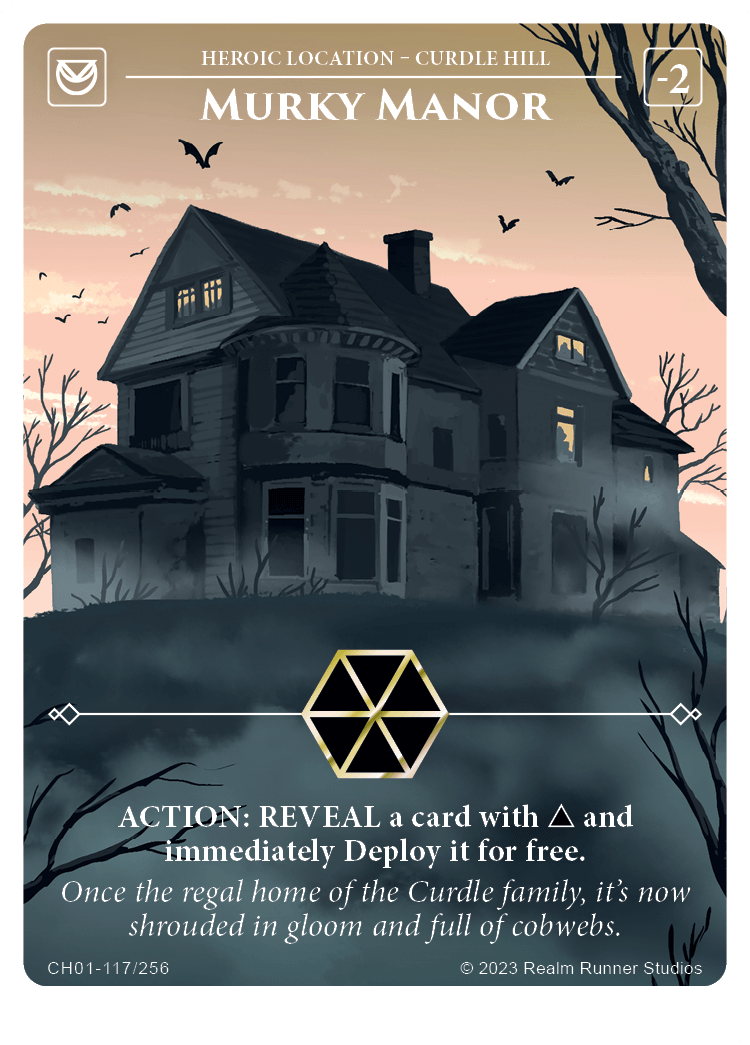 HEROIC LOCATION – CURDLE HILL
-2
MURKY MANOR
ACTION: REVEAL a card with △ and
immediately Deploy it for free.
Once the regal home of the Curdle family, it’s now
shrouded in gloom and full of cobwebs.
CH01-117/256
© 2023 Realm Runner Studios